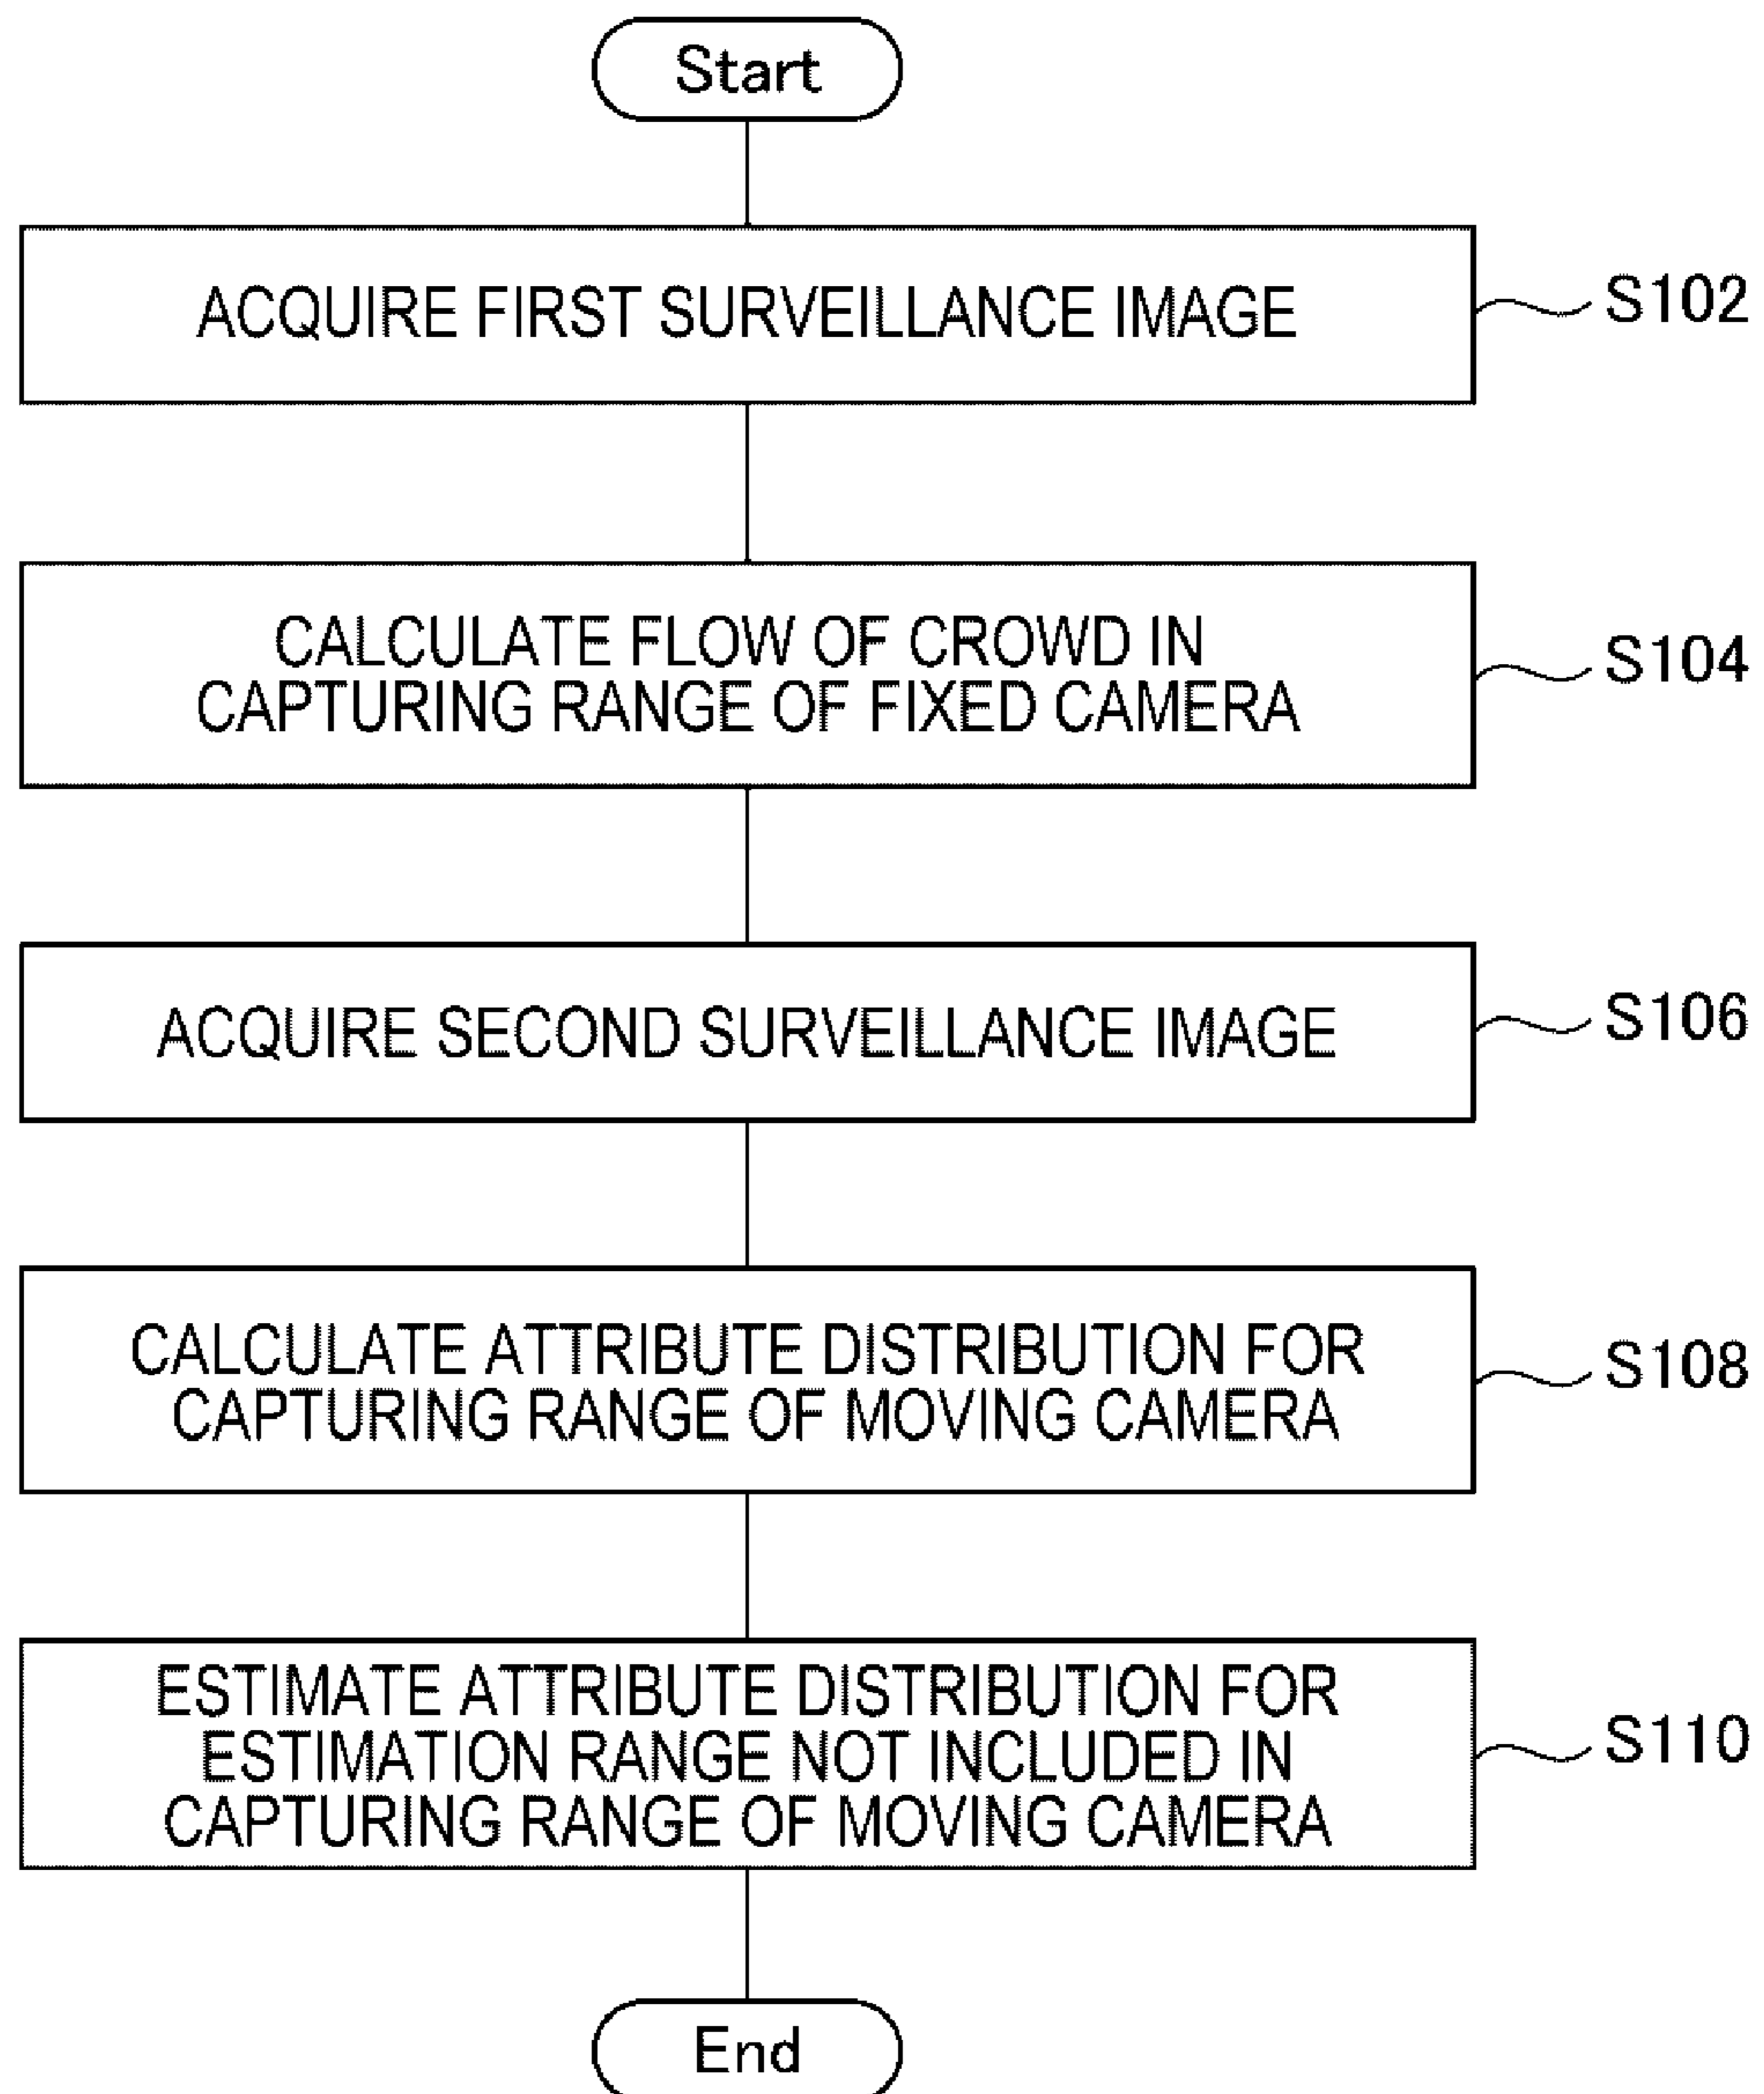 Start
ACQUIRE FIRST SURVEILLANCE IMAGE
S102
CALCULATE FLOW OF CROWD IN
CAPTURING RANGE OF FIXED CAMERA
S104
ACQUIRE SECOND SURVEILLANCE IMAGE
S106
CALCULATE ATTRIBUTE DISTRIBUTION FOR
CAPTURING RANGE OF MOVING CAMERA
S108
ESTIMATE ATTRIBUTE DISTRIBUTION FOR
ESTIMATION RANGE NOT INCLUDED IN
CAPTURING RANGE OF MOVING CAMERA
S110
End